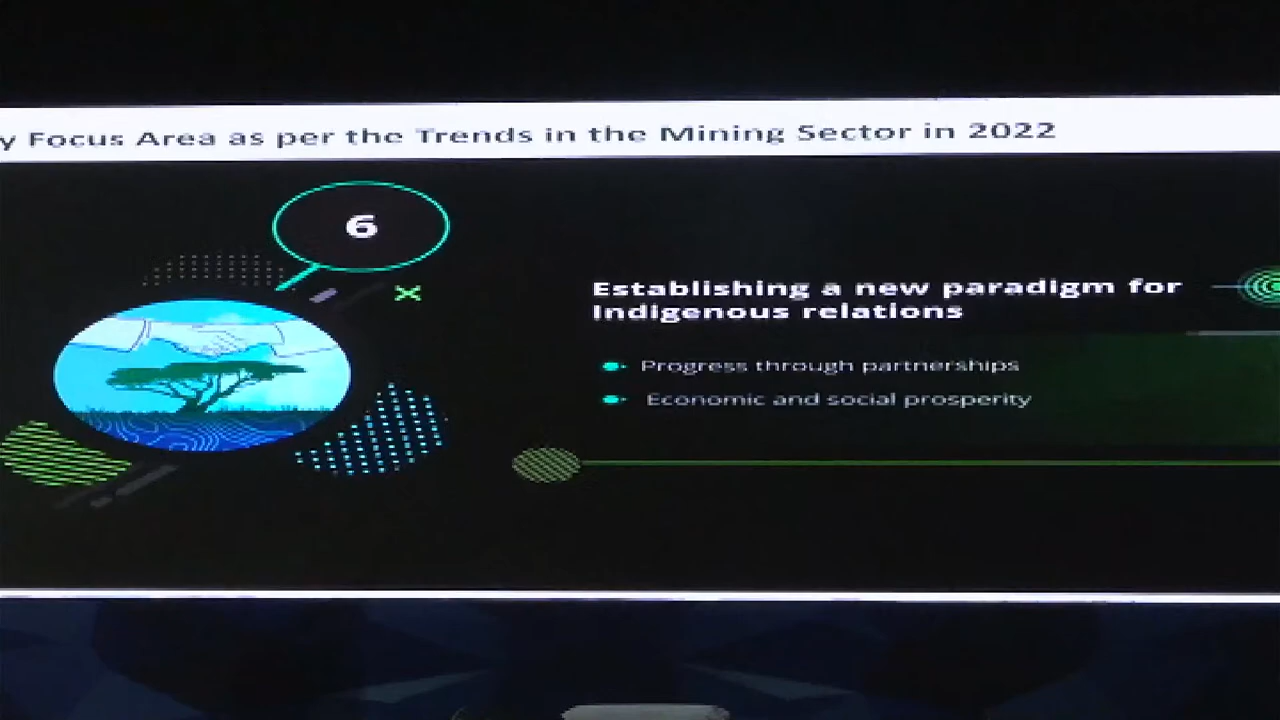 y Focus Area as per the Trends in the Mining Sector in 2022
6
Establishing a new paradigm for
Indigenous relations
Progress through partnerships
Economic and social prosperity